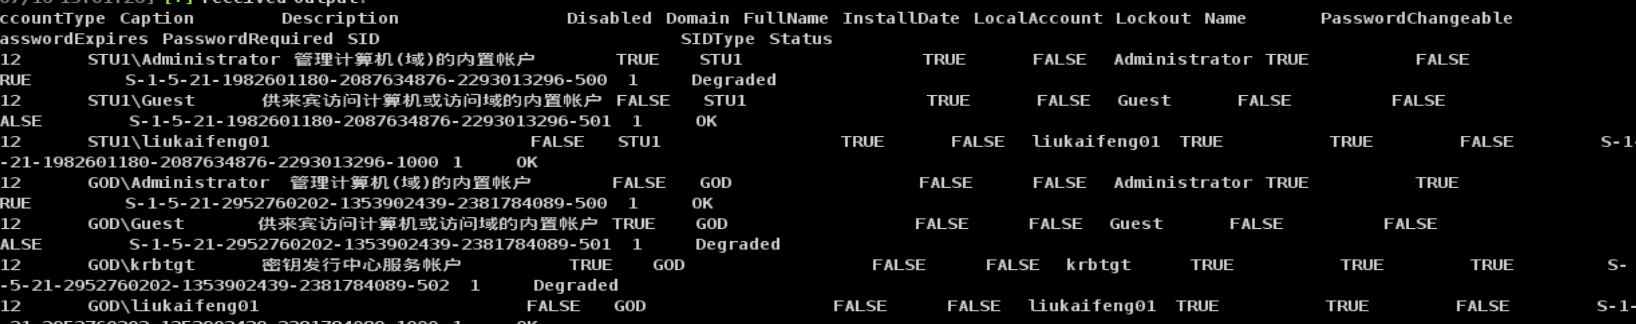 ccountType Caption Description Disabled Domain FullName InstallDate LocalAccount Lockout Name PasswordChangeable
asswordExpires PasswordRequired SID SIDType Status
12 STU1\Administrator 管理计算机(域)的内置帐户 TRUE STU1 TRUE FALSE Administrator TRUE FALSE
RUE S-1-5-21-1982601180-2087634876-2293013296-500 1 Degraded
12 STU1\Guest 供来宾访问计算机或访问域的内置帐户 FALSE STU1 TRUE FALSE Guest FALSE FALSE
ALSE S-1-5-21-1982601180-2087634876-2293013296-501 1 OK
12 STU1\liukaifeng01 FALSE STU1 TRUE FALSE liukaifeng01 TRUE TRUE FALSE S-1-
-21-1982601180-2087634876-2293013296-1000 1 OK
12 GOD\Administrator 管理计算机(域)的内置帐户 FALSE GOD FALSE FALSE Administrator TRUE TRUE
RUE S-1-5-21-2952760202-1353902439-2381784089-500 1 OK
12 GOD\Guest 供来宾访问计算机或访问域的内置帐户 TRUE GOD FALSE FALSE Guest FALSE FALSE
ALSE S-1-5-21-2952760202-1353902439-2381784089-501 1 Degraded
12 GOD\krbtgt 密钥发行中心服务帐户 TRUE GOD FALSE FALSE krbtgt TRUE TRUE TRUE S-
-5-21-2952760202-1353902439-2381784089-502 1 Degraded
12 GOD\liukaifeng01 FALSE GOD FALSE FALSE liukaifeng01 TRUE TRUE FALSE S-1-
-21-2952760202-1353902439-2381784089-1000 1 OK